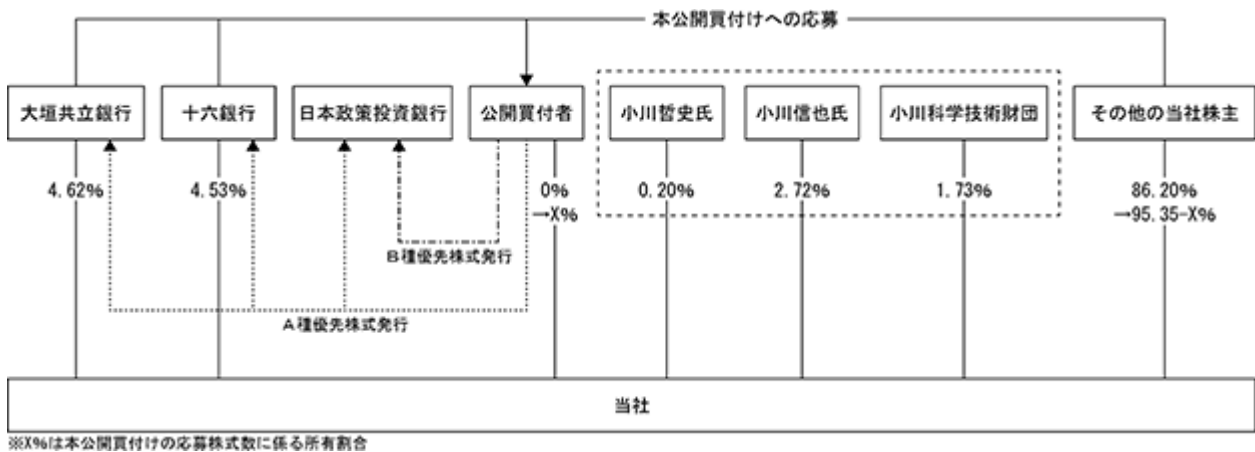 本公開買付けへの応募
大垣共立銀行
十六銀行
日本政策投資銀行
公開買付者
小川哲史氏
小川信也氏
小川科学技術財団
その他の当社株主
4.62%
4.53%
0%
→X%
0.20%
2.72%
1.73%
86.20%
→95.35-X%
B種優先株式発行
A種優先株式発行
当社
※X%は本公開買付けの応募株式数に係る所有割合